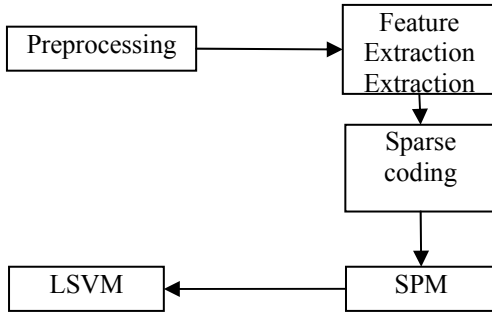 Preprocessing
Feature
Extraction
Extraction
Sparse
coding
SPM
LSVM